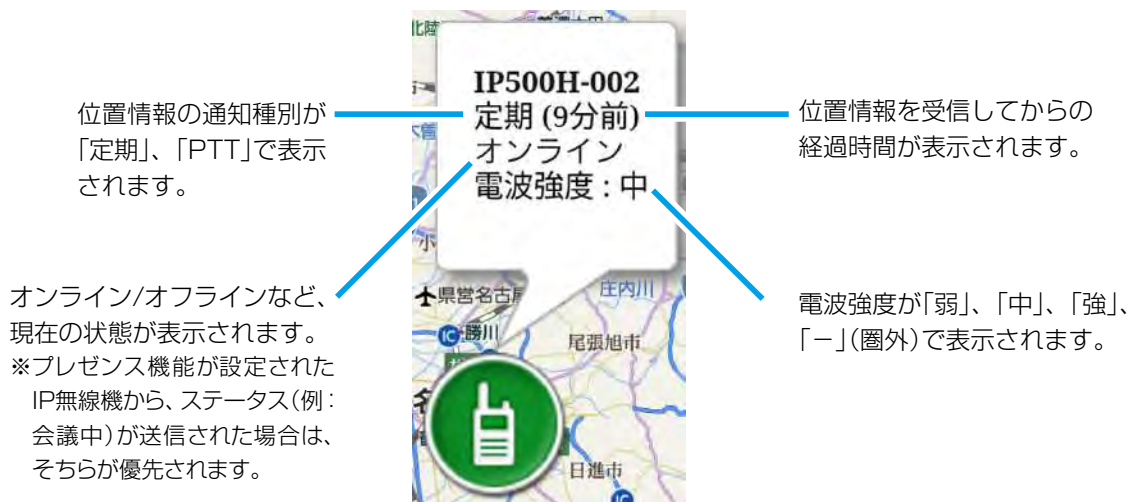 IP500H-002
定期 (9分前)
オンライン
電波強度 : 中
位置情報の通知種別が
「定期」、「PTT」で表示
されます。
位置情報を受信してからの
経過時間が表示されます。
オンライン/オフラインなど、
現在の状態が表示されます。
※プレゼンス機能が設定された
IP無線機から、ステータス(例:
会議中)が送信された場合は、
そちらが優先されます。
電波強度が「弱」、「中」、「強」、
「－」(圏外)で表示されます。
北陸
小
県営名古屋
庄内川
IC
勝川
尾張旭市
名
日進市
IC